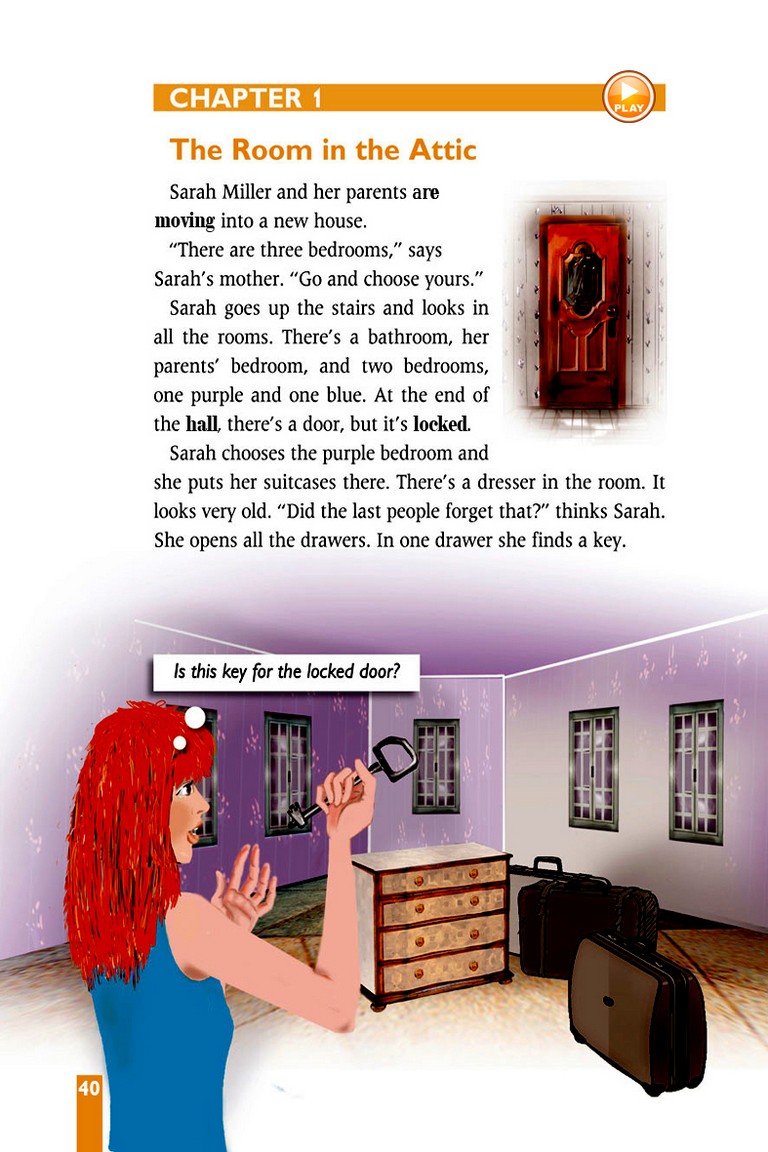 CHAPTER 1
PLAY
The Room in the Attic
Sarah Miller and her parents are
moving into a new house.
“There are three bedrooms,” says
Sarah’s mother. “Go and choose yours.”
Sarah goes up the stairs and looks in
all the rooms. There’s a bathroom, her
parents’ bedroom, and two bedrooms,
one purple and one blue. At the end of
the hall, there’s a door, but it’s locked.
Sarah chooses the purple bedroom and
she puts her suitcases there. There’s a dresser in the room. It
looks very old. “Did the last people forget that?” thinks Sarah.
She opens all the drawers. In one drawer she finds a key.
Is this key for the locked door?
40